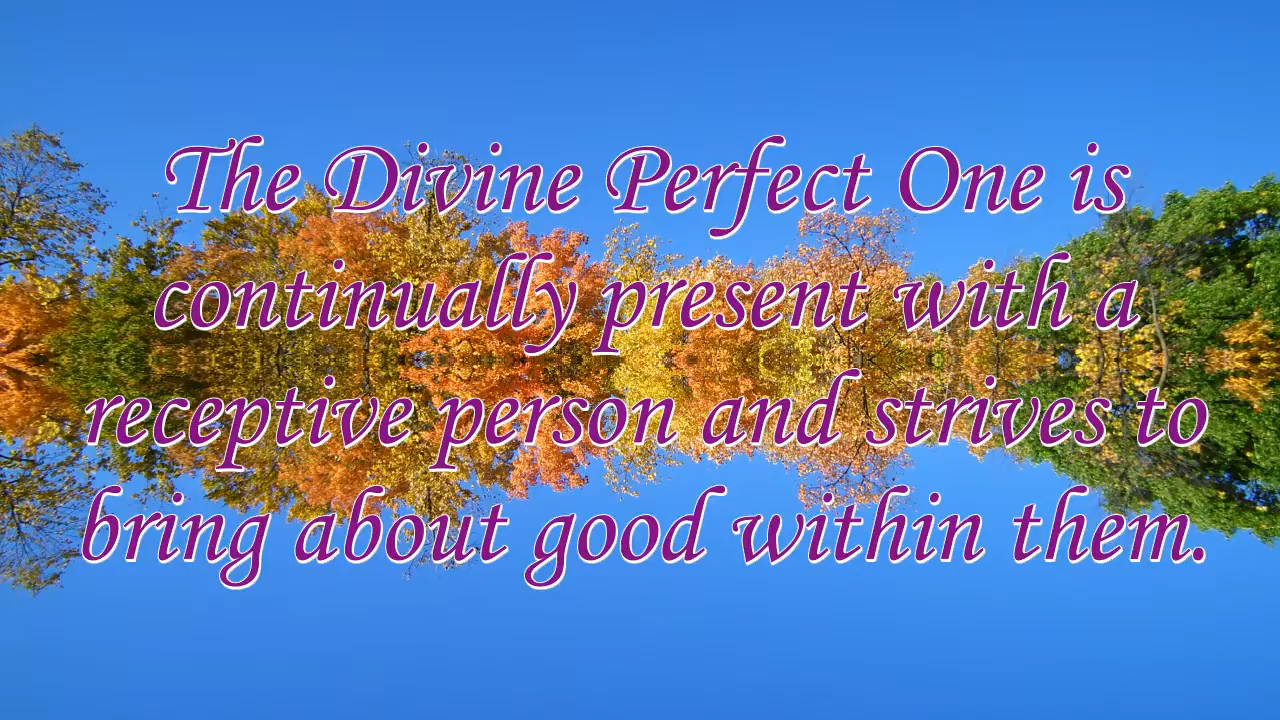 The Divine Perfect One is
continually present with a
receptive person and strives to
bring about good within them.